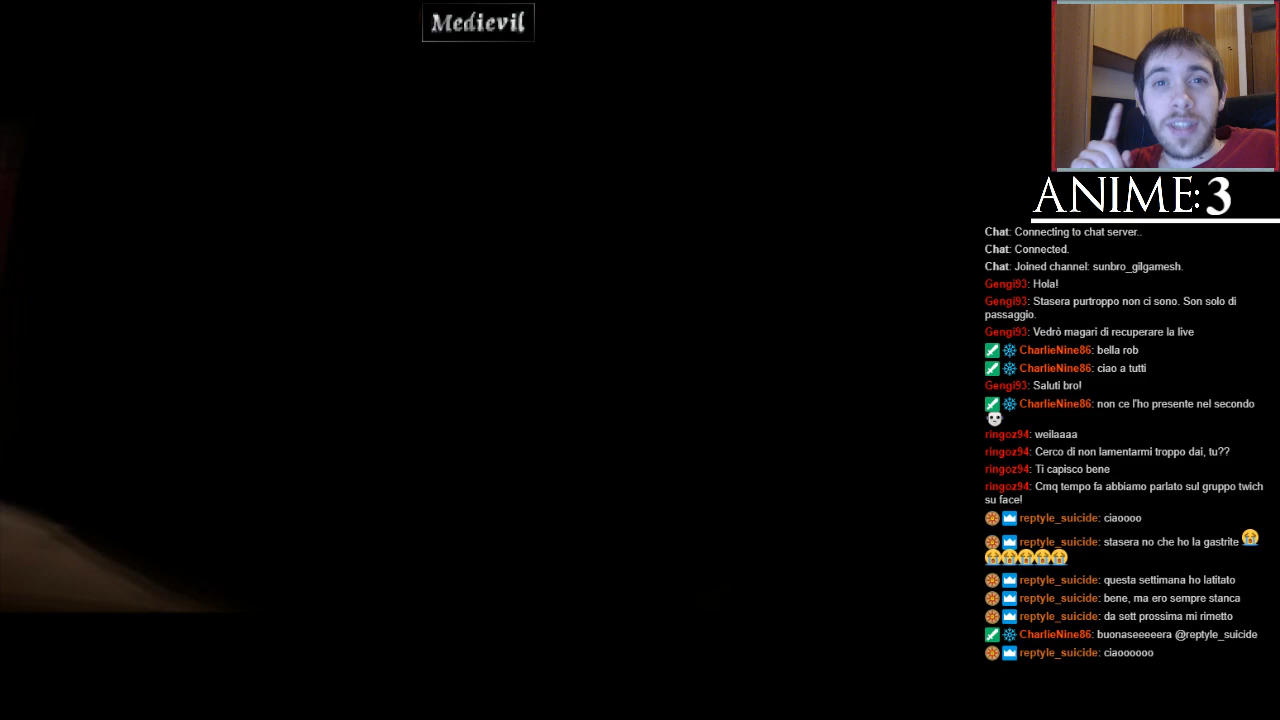 Medievil
ANIME: 3
Chat: Connecting to chat server..
Chat: Connected.
Chat: Joined channel: sunbro_gilgamesh.
Gengi93: Hola!
Gengi93: Stasera purtroppo non ci sono. Son solo di
passaggio.
Gengi93: Vedrò magari di recuperare la live
CharlieNine86: bella rob
CharlieNine86: ciao a tutti
Gengi93: Saluti bro!
CharlieNine86: non ce l'ho presente nel secondo
ringoz94: weilaaaa
ringoz94: Cerco di non lamentarmi troppo dai, tu??
ringoz94: Ti capisco bene
ringoz94: Cmq tempo fa abbiamo parlato sul gruppo twich
su face!
reptyle_suicide: ciaoooo
reptyle_suicide: stasera no che ho la gastrite
reptyle_suicide: questa settimana ho latitato
reptyle_suicide: bene, ma ero sempre stanca
reptyle_suicide: da sett prossima mi rimetto
CharlieNine86: buonaseeeeera @reptyle_suicide
reptyle_suicide: ciaoooooo